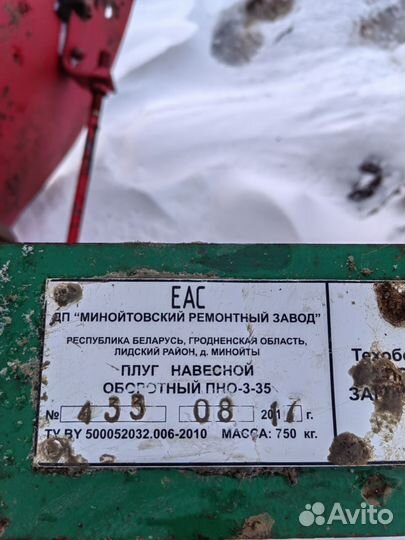 ЕАС
ДП "МИНОЙТОВСКИЙ РЕМОНТНЫЙ ЗАВОД"
РЕСПУБЛИКА БЕЛАРУСЬ, ГРОДНЕНСКАЯ ОБЛАСТЬ,
ЛИДСКИЙ РАЙОН, д. МИНОЙТЫ
ПЛУГ НАВЕСНОЙ
ОБОРОТНЫЙ ПНО-3-35
№ 433 08 2017 г.
ТУ BY 500052032.006-2010 МАССА: 750 кг.
Avito